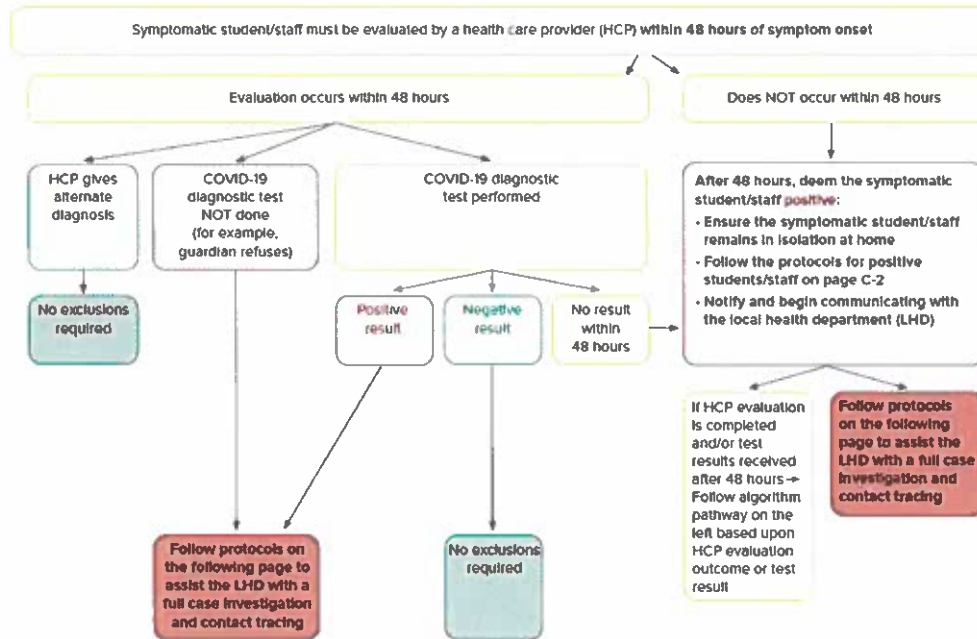 Symptomatic student/staff must be evaluated by a health care provider (HCP) within 48 hours of symptom onset
Evaluation occurs within 48 hours
Does NOT occur within 48 hours
HCP gives
alternate
diagnosis
COVID-19
diagnostic test
NOT done
(for example,
guardian refuses)
COVID-19 diagnostic
test performed
After 48 hours, deem the symptomatic
student/staff positive:
• Ensure the symptomatic student/staff
remains in isolation at home
• Follow the protocols for positive
students/staff on page C-2
• Notify and begin communicating with
the local health department (LHD)
No exclusions
required
Positive
result
Negative
result
No result
within
48 hours
If HCP evaluation
is completed
and/or test
results received
after 48 hours →
Follow algorithm
pathway on the
left based upon
HCP evaluation
outcome or test
result
Follow protocols
on the following
page to assist the
LHD with a full case
investigation and
contact tracing
Follow protocols on
the following page to
assist the LHD with a
full case investigation
and contact tracing
No exclusions
required